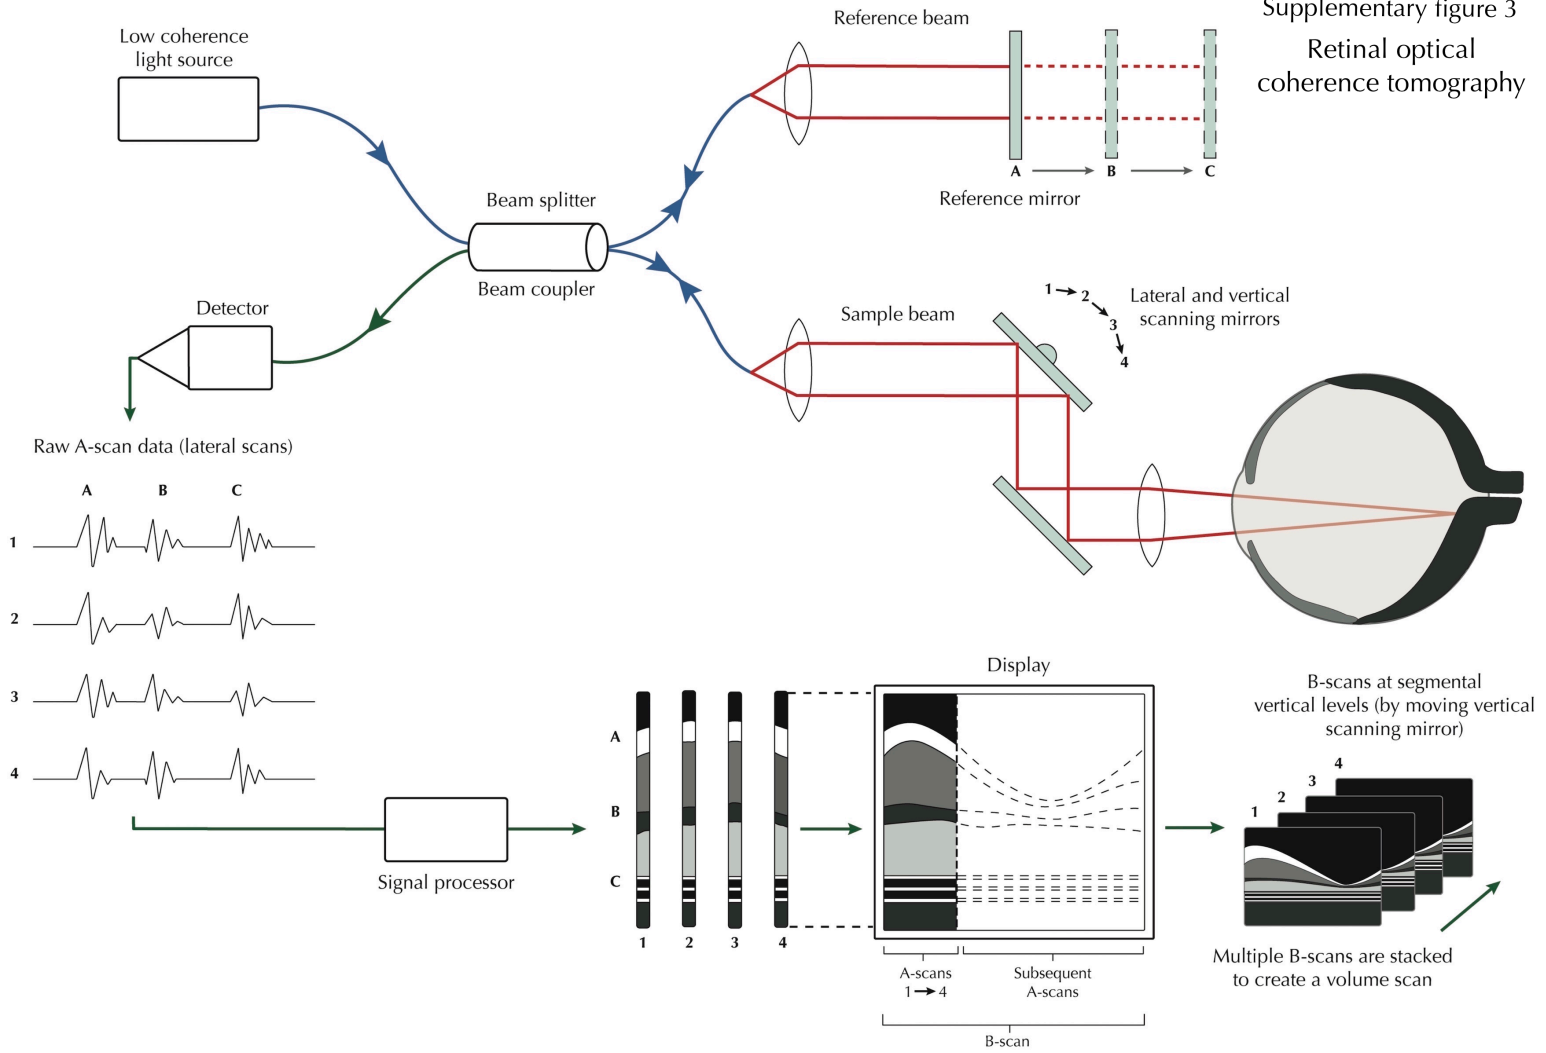 Supplementary figure 3
Retinal optical
coherence tomography
Low coherence
light source
Reference beam
A
B
C
Reference mirror
Beam splitter
Beam coupler
Detector
Sample beam
1
2
3
4
Lateral and vertical
scanning mirrors
Raw A-scan data (lateral scans)
A B C
1
2
3
4
Signal processor
A
B
C
1 2 3 4
Display
A-scans
1 → 4
Subsequent
A-scans
B-scan
B-scans at segmental
vertical levels (by moving vertical
scanning mirror)
4
3
2
1
Multiple B-scans are stacked
to create a volume scan